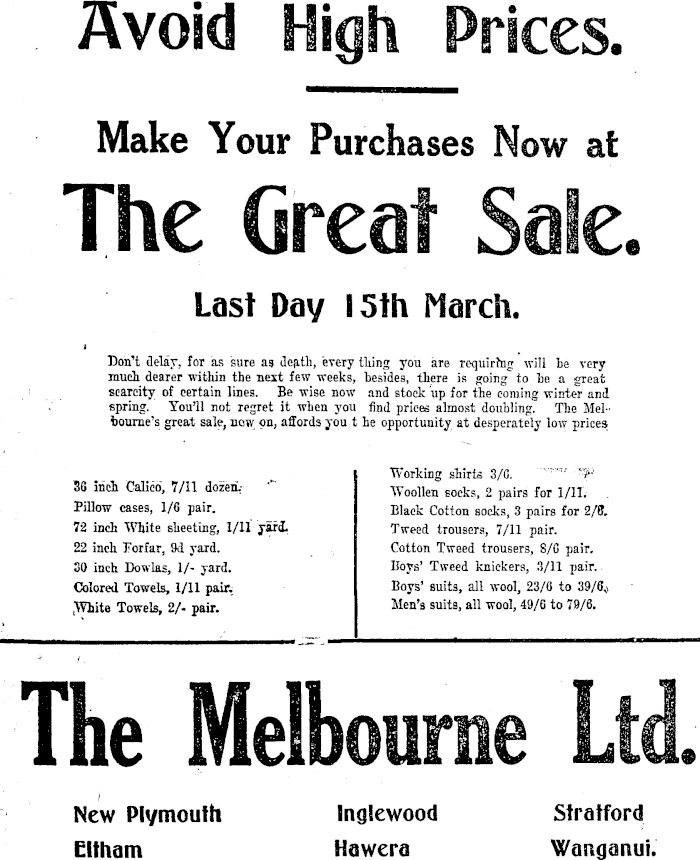 Avoid High Prices.
Make Your Purchases Now at
The Great Sale.
Last Day 15th March.
Don't delay, for as sure as death, every thing you are requiring will be very
much dearer within the next few weeks, besides, there is going to be a great
scarcity of certain lines. Be wise now and stock up for the coming winter and
spring. You'll not regret it when you find prices almost doubling. The Mel-
bourne's great sale, now on, affords you t he opportunity at desperately low prices
36 inch Calico, 7/11 dozen.
Pillow cases, 1/6 pair.
72 inch White sheeting, 1/11 yard.
22 inch Forfar, 9d yard.
30 inch Dowlas, 1/- yard.
Colored Towels, 1/11 pair.
White Towels, 2/- pair.
Working shirts 3/6.
Woollen socks, 2 pairs for 1/11.
Black Cotton socks, 3 pairs for 2/6.
Tweed trousers, 7/11 pair.
Cotton Tweed trousers, 8/6 pair.
Boys' Tweed knickers, 3/11 pair.
Boys' suits, all wool, 23/6 to 39/6.
Men's suits, all wool, 49/6 to 79/6.
The Melbourne Ltd.
New Plymouth Inglewood Stratford
Eltham Hawera Wanganui.